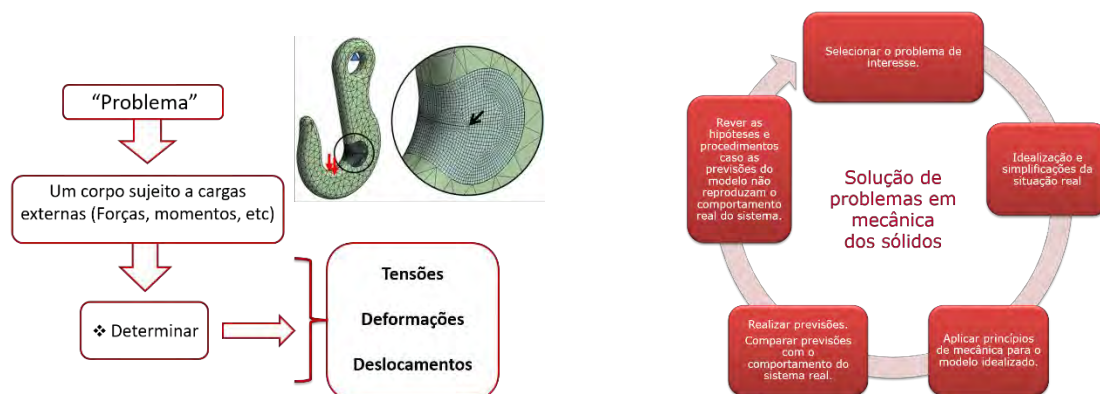 “Problema”
Um corpo sujeito a cargas
externas (Forças, momentos, etc)
❖ Determinar
Tensões
Deformações
Deslocamentos
Selecionar o problema de
interesse.
Idealização e
simplificações da
situação real
Aplicar princípios
de mecânica para o
modelo idealizado.
Realizar previsões.
Comparar previsões
com o
comportamento do
sistema real.
Rever as
hipóteses e
procedimentos
caso as
previsões do
modelo não
reproduzam o
comportamento
real do sistema.
Solução de
problemas em
mecânica
dos sólidos